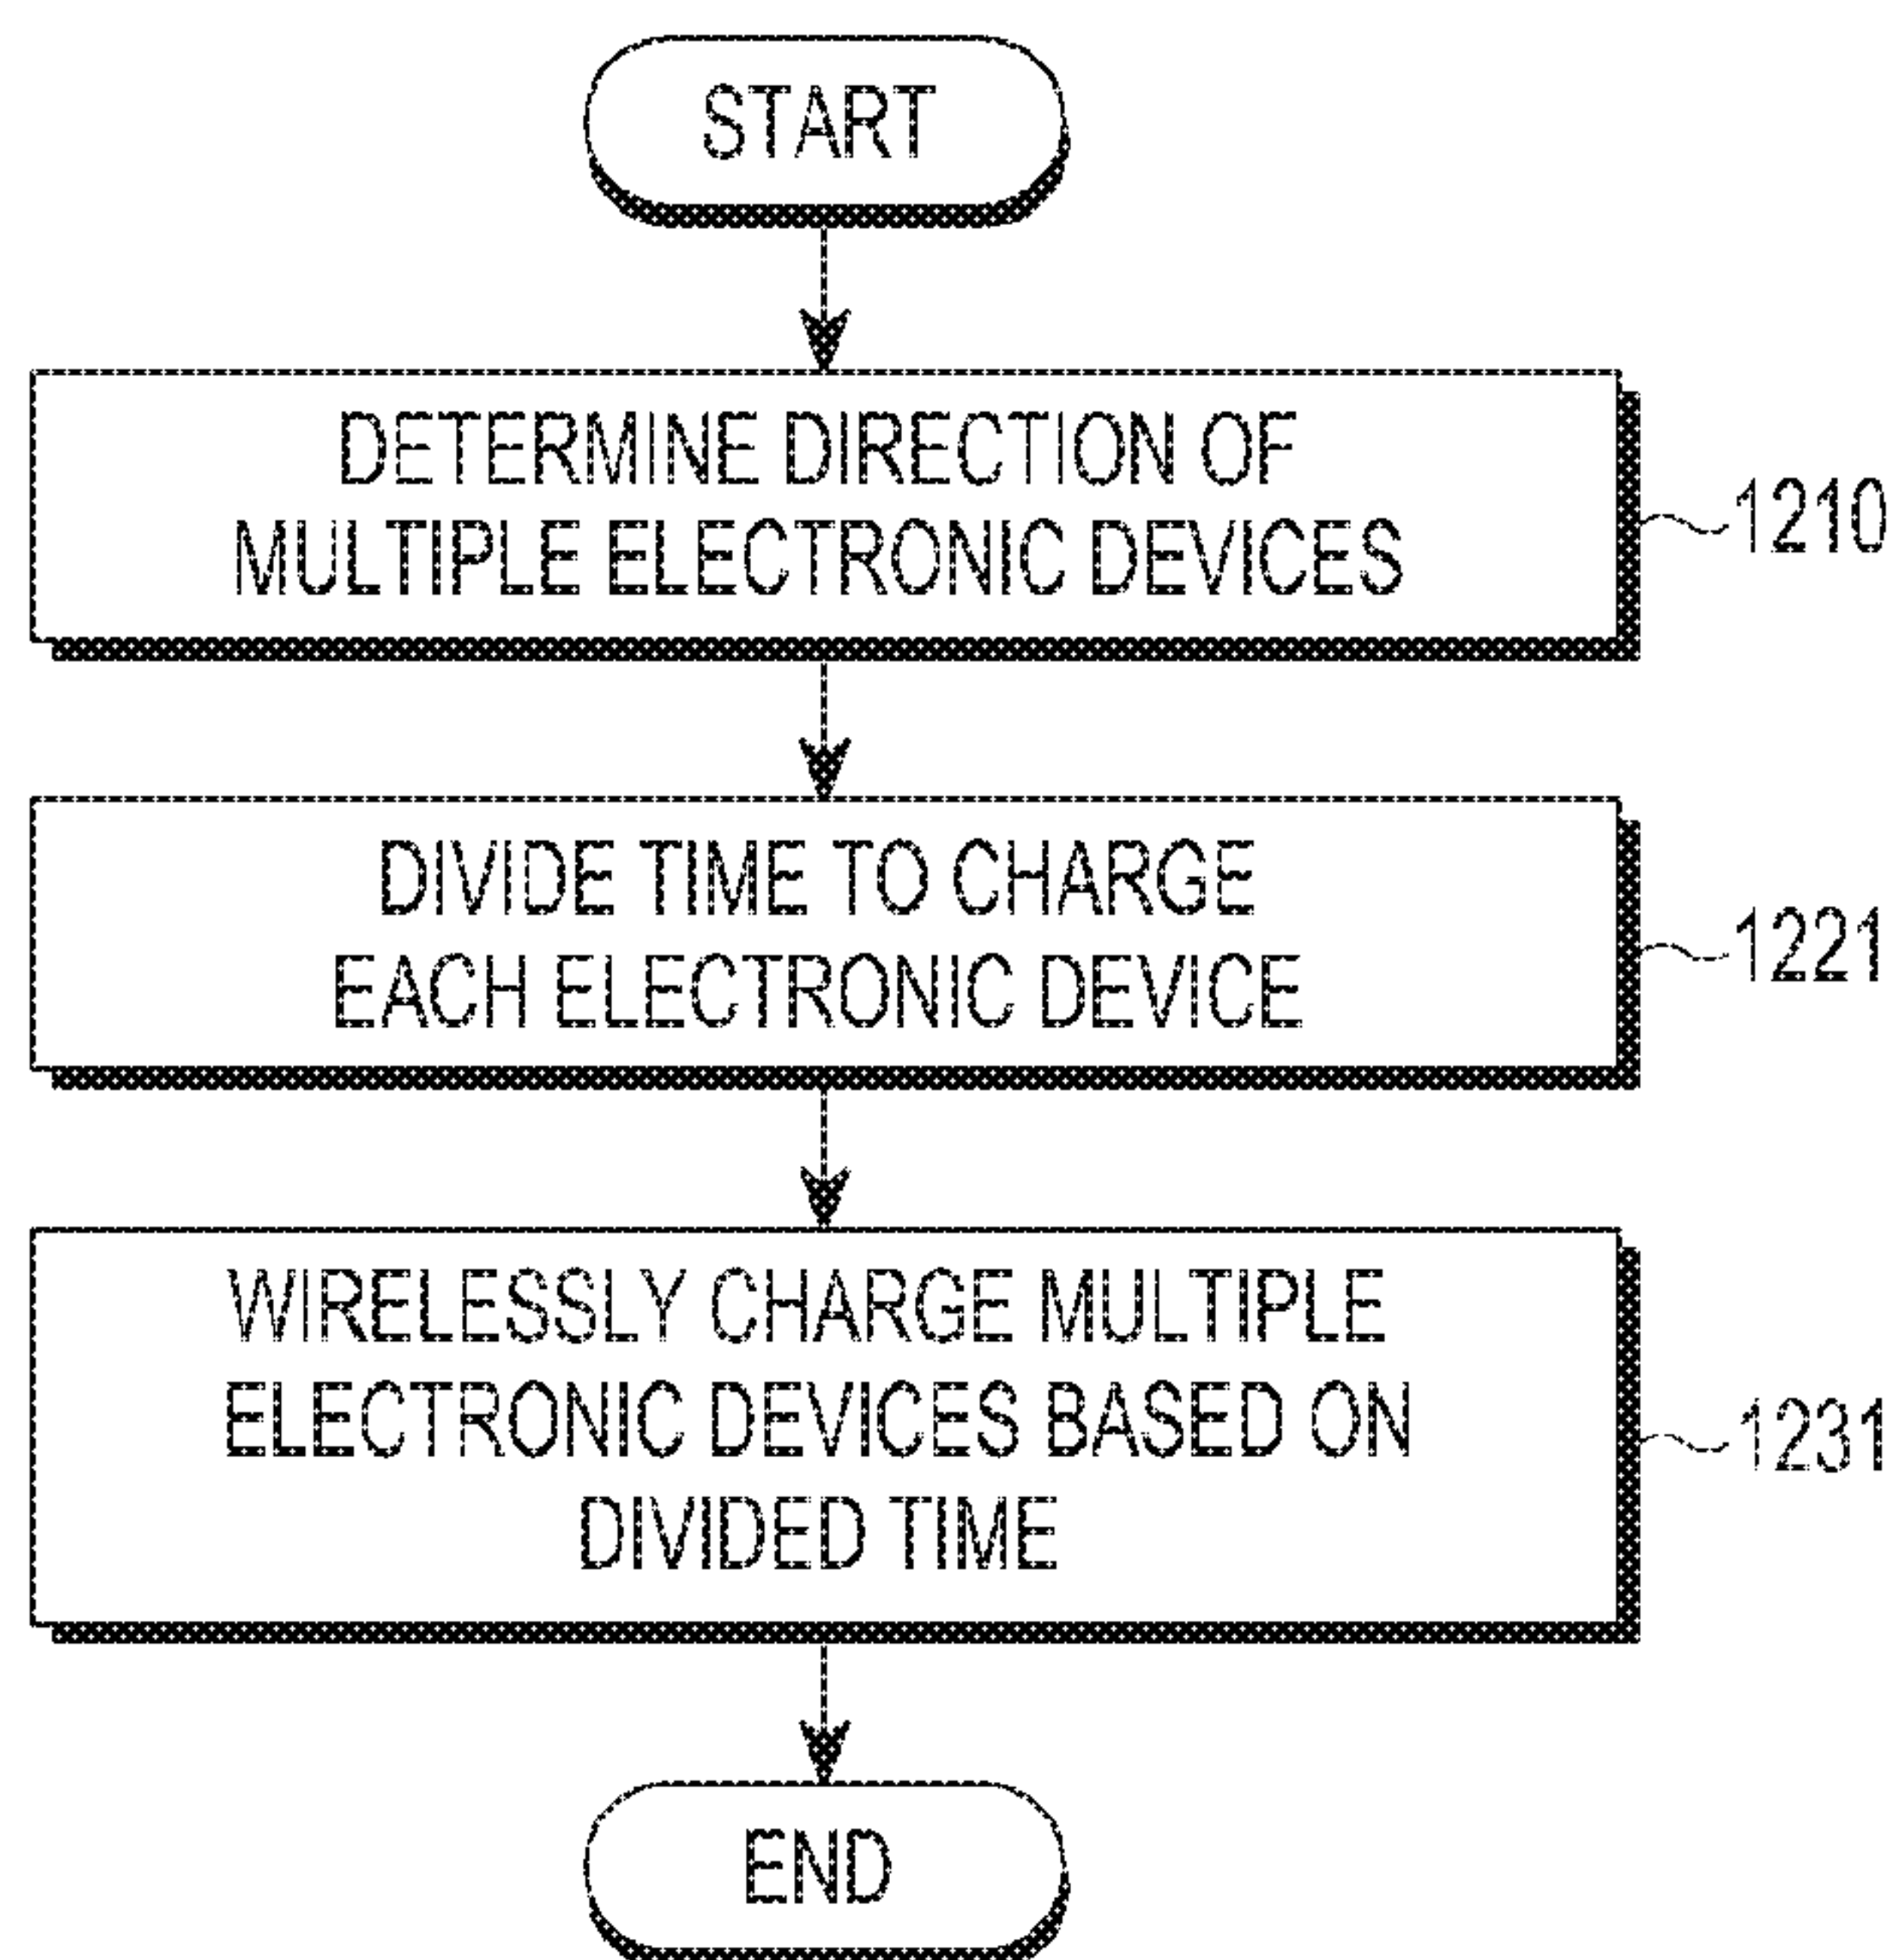 START
DETERMINE DIRECTION OF
MULTIPLE ELECTRONIC DEVICES
1210
DIVIDE TIME TO CHARGE
EACH ELECTRONIC DEVICE
1221
WIRELESSLY CHARGE MULTIPLE
ELECTRONIC DEVICES BASED ON
DIVIDED TIME
1231
END